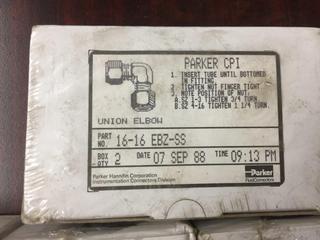 PARKER CPI
1. INSERT TUBE UNTIL BOTTOMED
IN FITTING
2. TIGHTEN NUT FINGER TIGHT
3. NOTE POSITION OF NUT.
A.SZ 1-3 TIGHTEN 3/4 TURN.
B.SZ 4-16 TIGHTEN 1 1/4 TURN.
UNION ELBOW
PART NO. 16-16 EBZ-SS
BOX QTY 2 DATE 07 SEP 88 TIME 09:13 PM
Parker Hannifin Corporation
Instrumentation Connectors Division
Parker
FluidConnectors